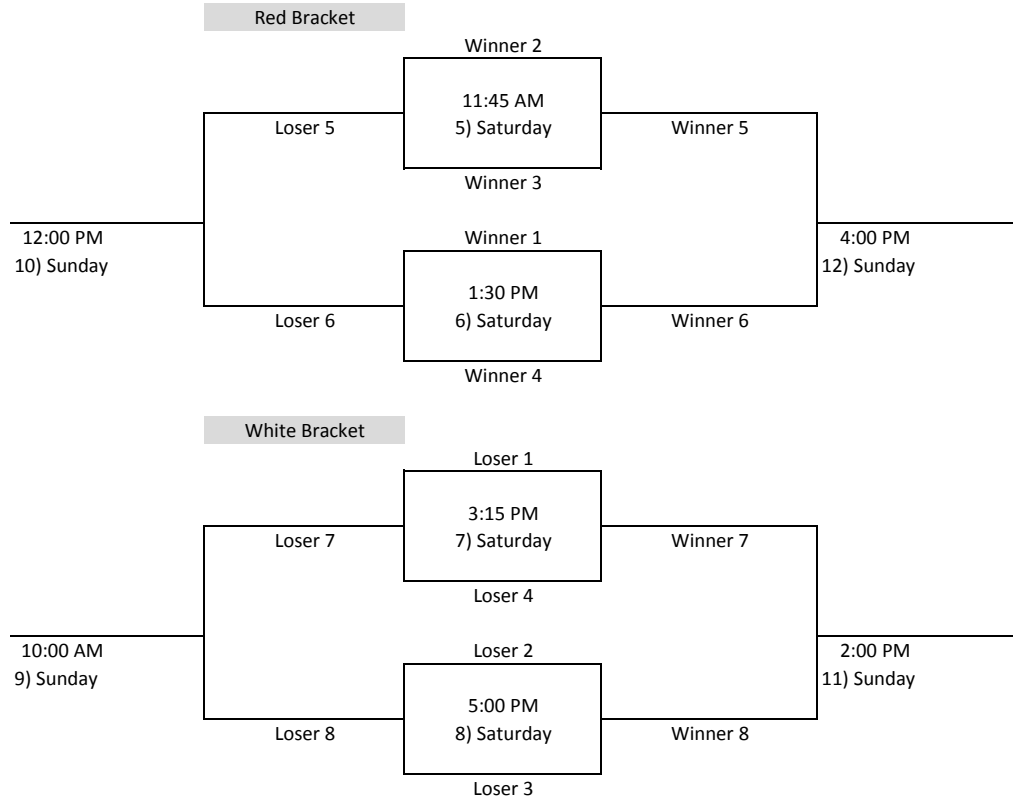 Red Bracket
Winner 2
11:45 AM
5) Saturday
Loser 5
Winner 5
Winner 3
12:00 PM
10) Sunday
Winner 1
4:00 PM
12) Sunday
1:30 PM
6) Saturday
Loser 6
Winner 6
Winner 4
White Bracket
Loser 1
3:15 PM
7) Saturday
Loser 7
Winner 7
Loser 4
10:00 AM
9) Sunday
Loser 2
2:00 PM
11) Sunday
5:00 PM
8) Saturday
Loser 8
Winner 8
Loser 3